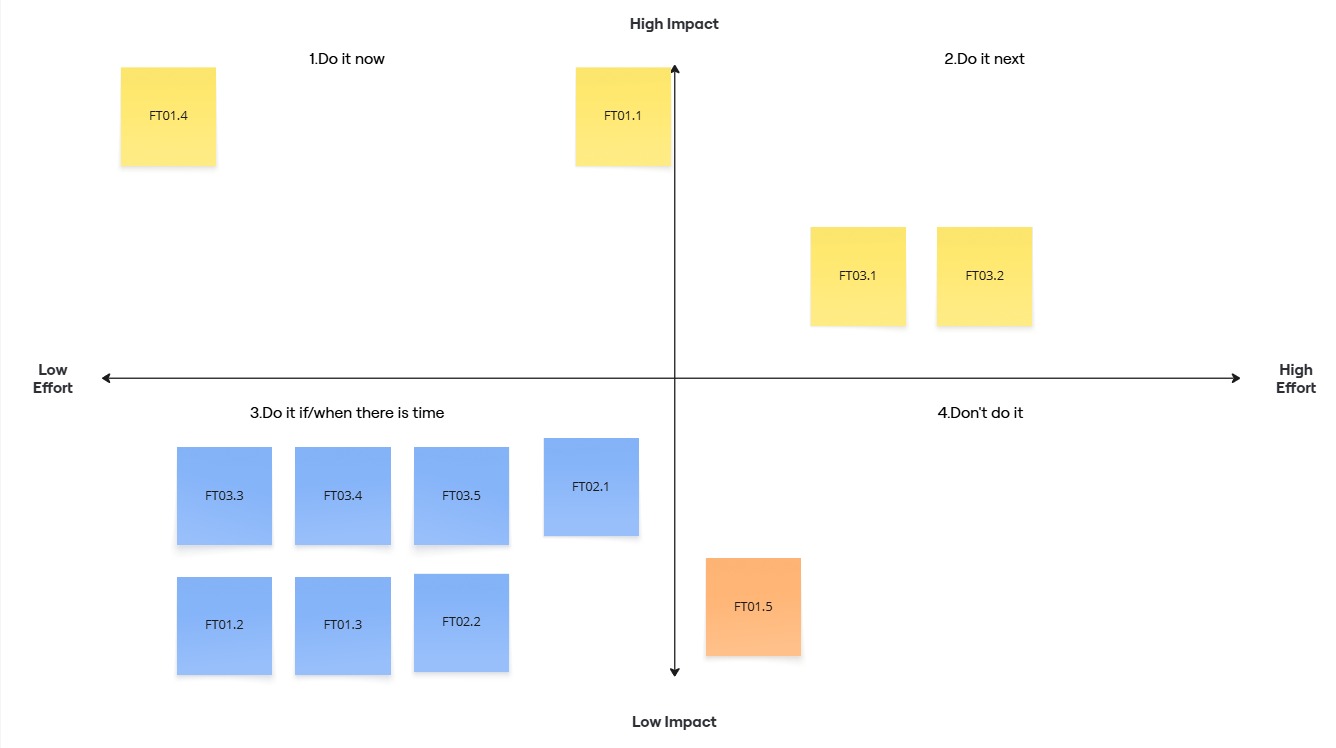 High Impact
1.Do it now
2.Do it next
FT01.4
FT01.1
FT03.1
FT03.2
Low
Effort
High
Effort
3.Do it if/when there is time
4.Don't do it
FT03.3
FT03.4
FT03.5
FT02.1
FT01.2
FT01.3
FT02.2
FT01.5
Low Impact